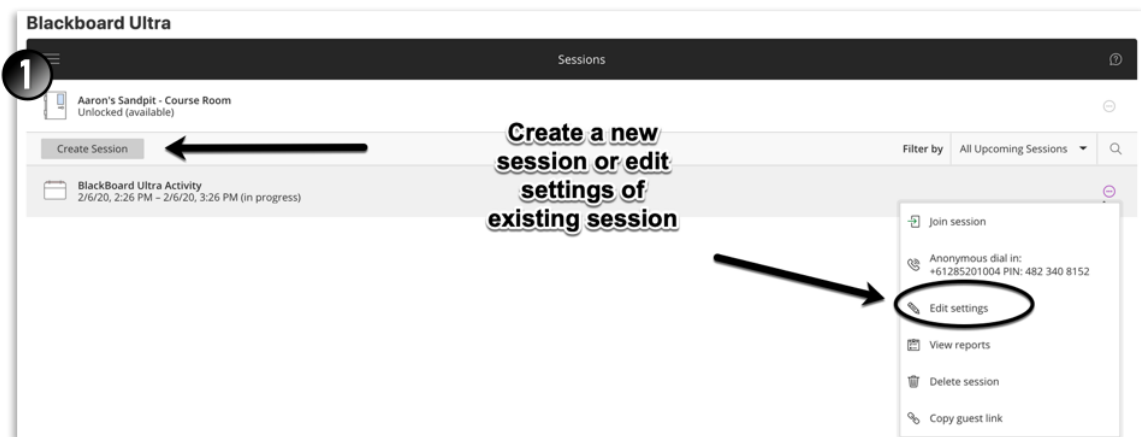 Blackboard Ultra
1
Sessions
Aaron's Sandpit - Course Room
Unlocked (available)
Create Session
Create a new
session or edit
settings of
existing session
Filter by All Upcoming Sessions
BlackBoard Ultra Activity
2/6/20, 2:26 PM – 2/6/20, 3:26 PM (in progress)
Join session
Anonymous dial in:
+61285201004 PIN: 482 340 8152
Edit settings
View reports
Delete session
Copy guest link